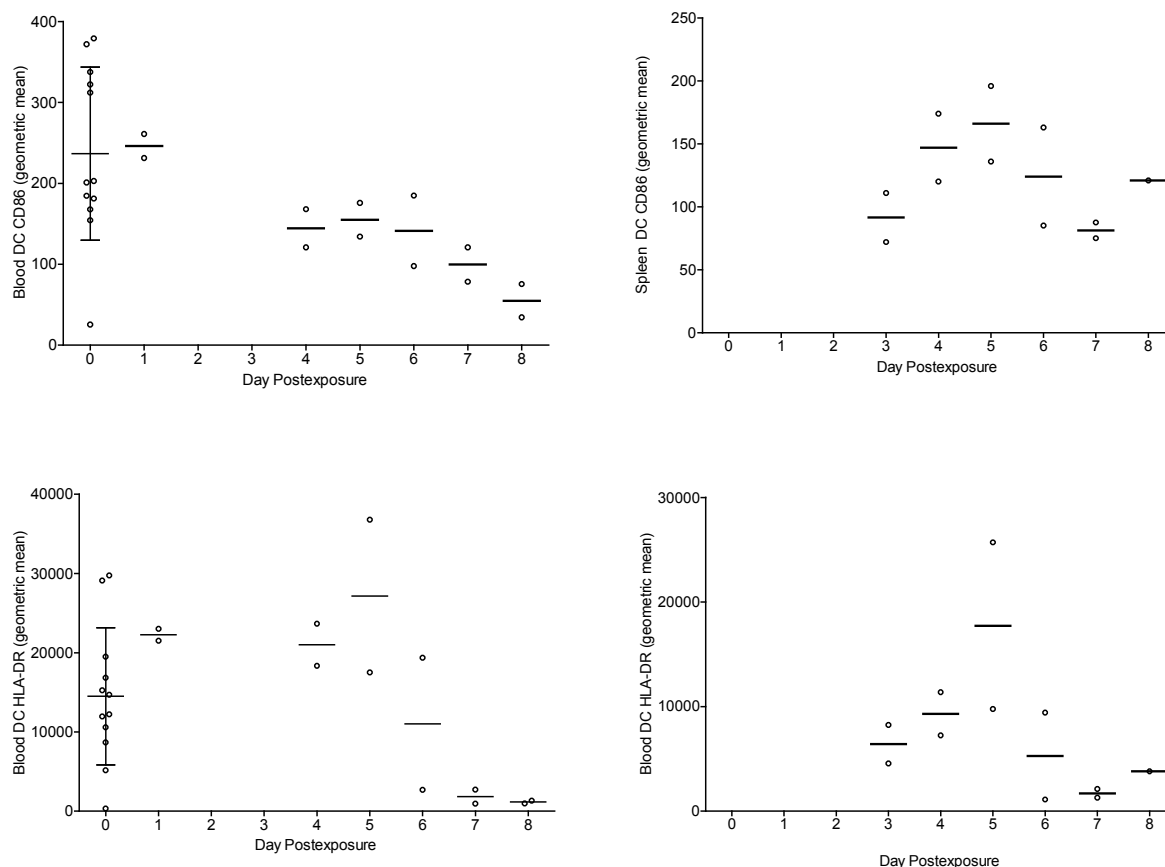 400
300
200
100
0
Blood DC CD86 (geometric mean)
0 1 2 3 4 5 6 7 8
Day Postexposure
250
200
150
100
50
0
Spleen DC CD86 (geometric mean)
0 1 2 3 4 5 6 7 8
Day Postexposure
40000
30000
20000
10000
0
Blood DC HLA-DR (geometric mean)
0 1 2 3 4 5 6 7 8
Day Postexposure
30000
20000
10000
0
Blood DC HLA-DR (geometric mean)
0 1 2 3 4 5 6 7 8
Day Postexposure